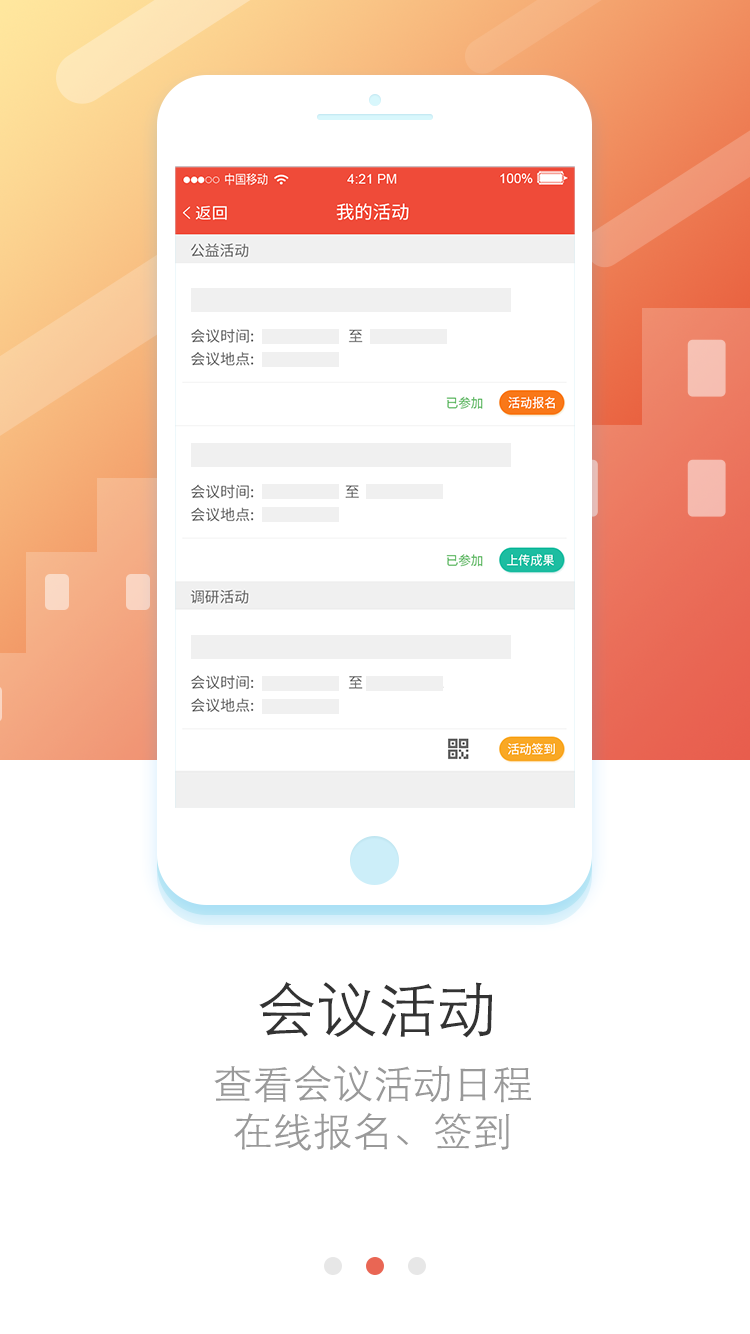 中国移动 4:21 PM 100%
返回 我的活动
公益活动
会议时间: 至
会议地点:
已参加 活动报名
会议时间: 至
会议地点:
已参加 上传成果
调研活动
会议时间: 至
会议地点:
活动签到
会议活动
查看会议活动日程
在线报名、签到